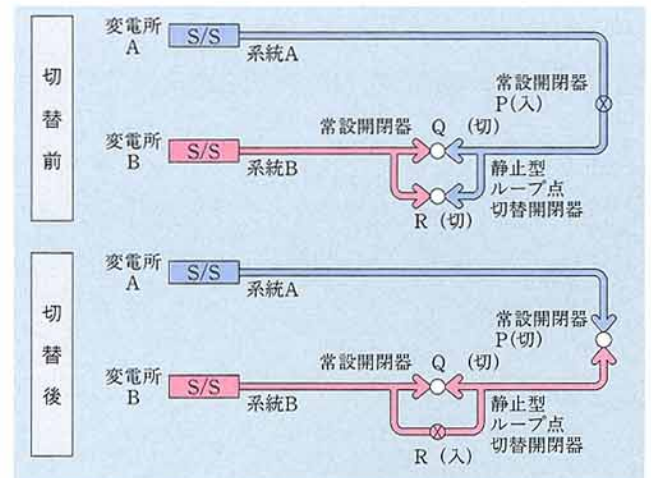 切替前
変電所
A
S/S
系統A
常設開閉器
P(入)
常設開閉器 Q (切)
変電所
B
S/S
系統B
静止型
ループ点
切替開閉器
R (切)
切替後
変電所
A
S/S
系統A
常設開閉器
P(切)
常設開閉器 Q (切)
変電所
B
S/S
系統B
静止型
ループ点
切替開閉器
R (入)